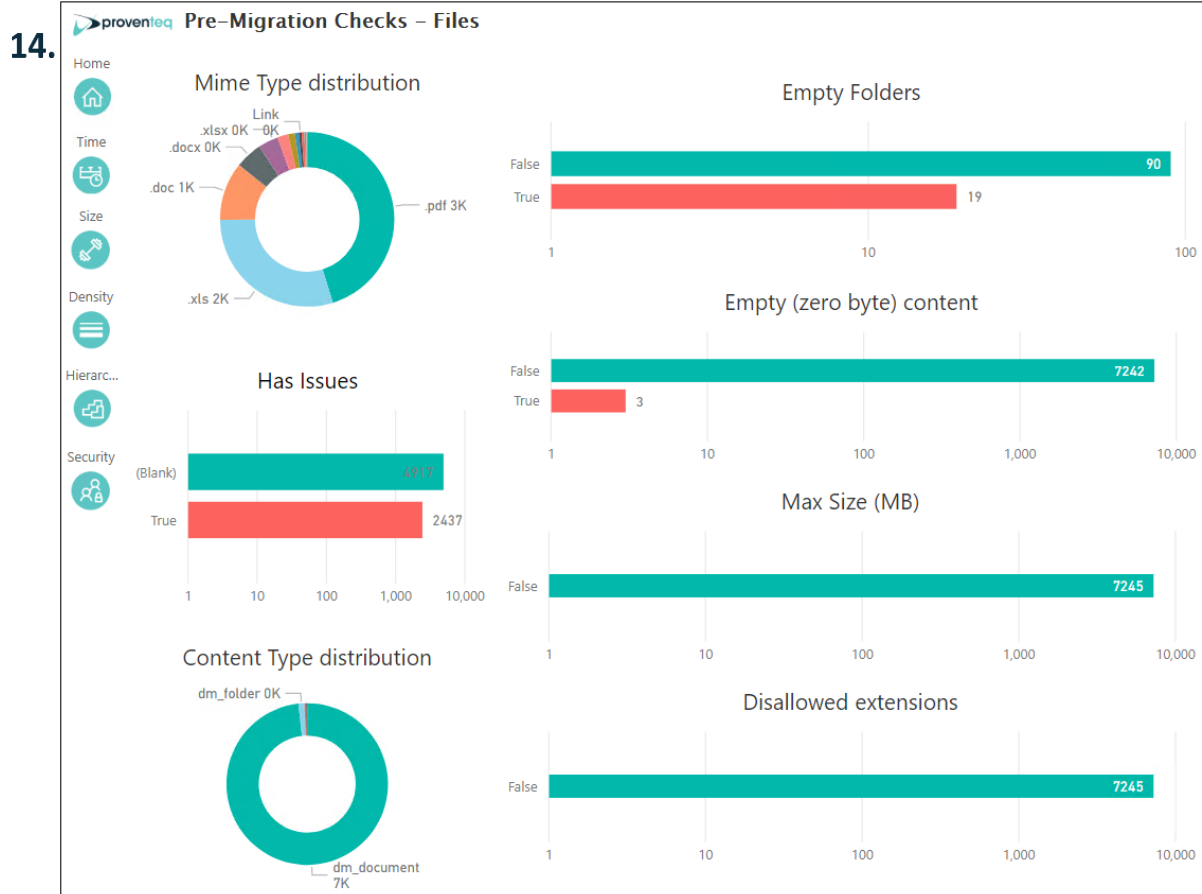 14.
proventeq Pre-Migration Checks – Files
Home
Time
Size
Density
Hierarc...
Security
Mime Type distribution
Link
0K
.xlsx 0K
.docx 0K
.doc 1K
.pdf 3K
.xls 2K
Has Issues
(Blank)
True 2437
1 10 100 1,000 10,000
Content Type distribution
dm_folder 0K
dm_document
7K
Empty Folders
False 90
True 19
1 10 100
Empty (zero byte) content
False 7242
True 3
1 10 100 1,000 10,000
Max Size (MB)
False 7245
1 10 100 1,000 10,000
Disallowed extensions
False 7245
1 10 100 1,000 10,000